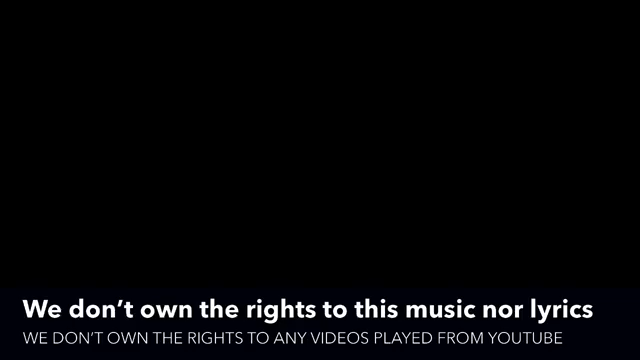 We don’t own the rights to this music nor lyrics
WE DON’T OWN THE RIGHTS TO ANY VIDEOS PLAYED FROM YOUTUBE